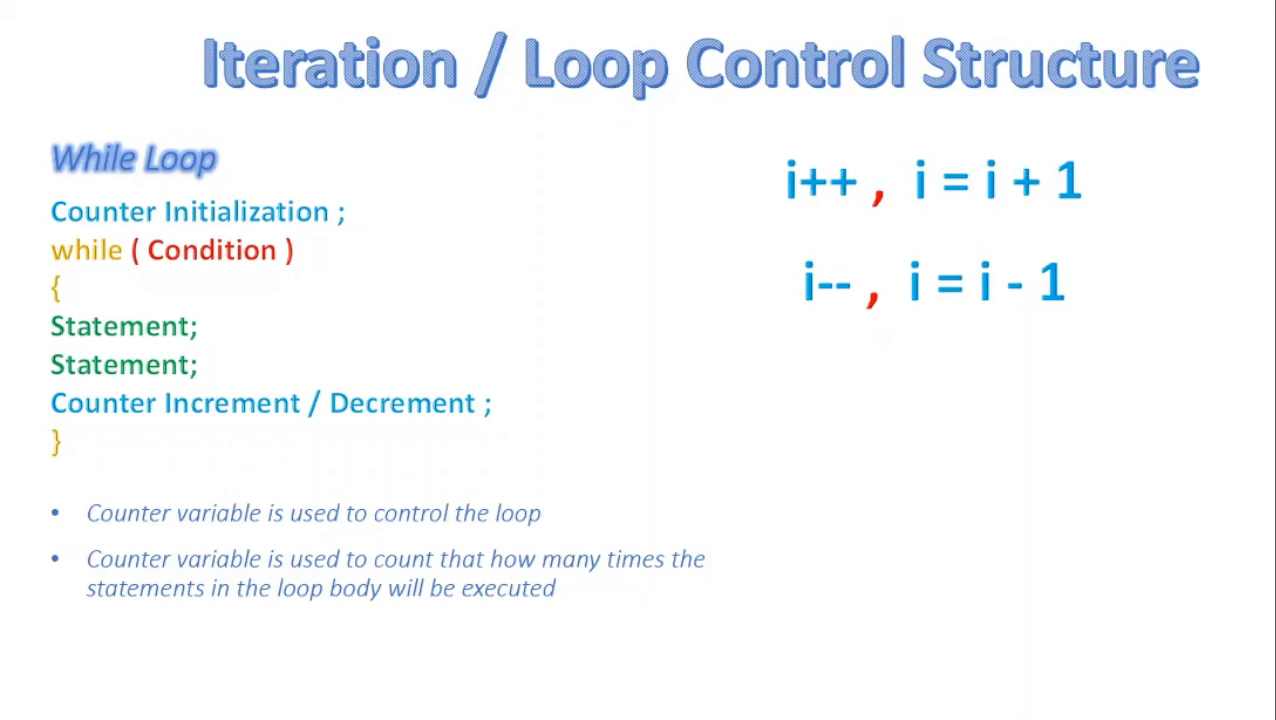 Iteration / Loop Control Structure
While Loop
Counter Initialization ;
while ( Condition )
{
Statement;
Statement;
Counter Increment / Decrement ;
}
• Counter variable is used to control the loop
• Counter variable is used to count that how many times the
statements in the loop body will be executed
i++ , i = i + 1
i-- , i = i - 1